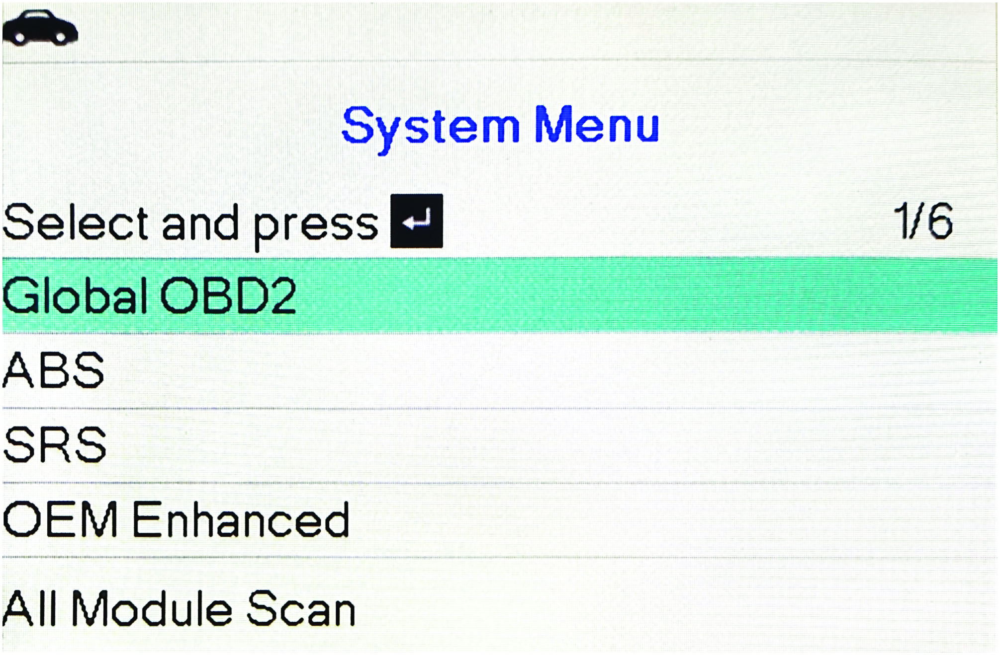 System Menu
Select and press
1/6
Global OBD2
ABS
SRS
OEM Enhanced
All Module Scan